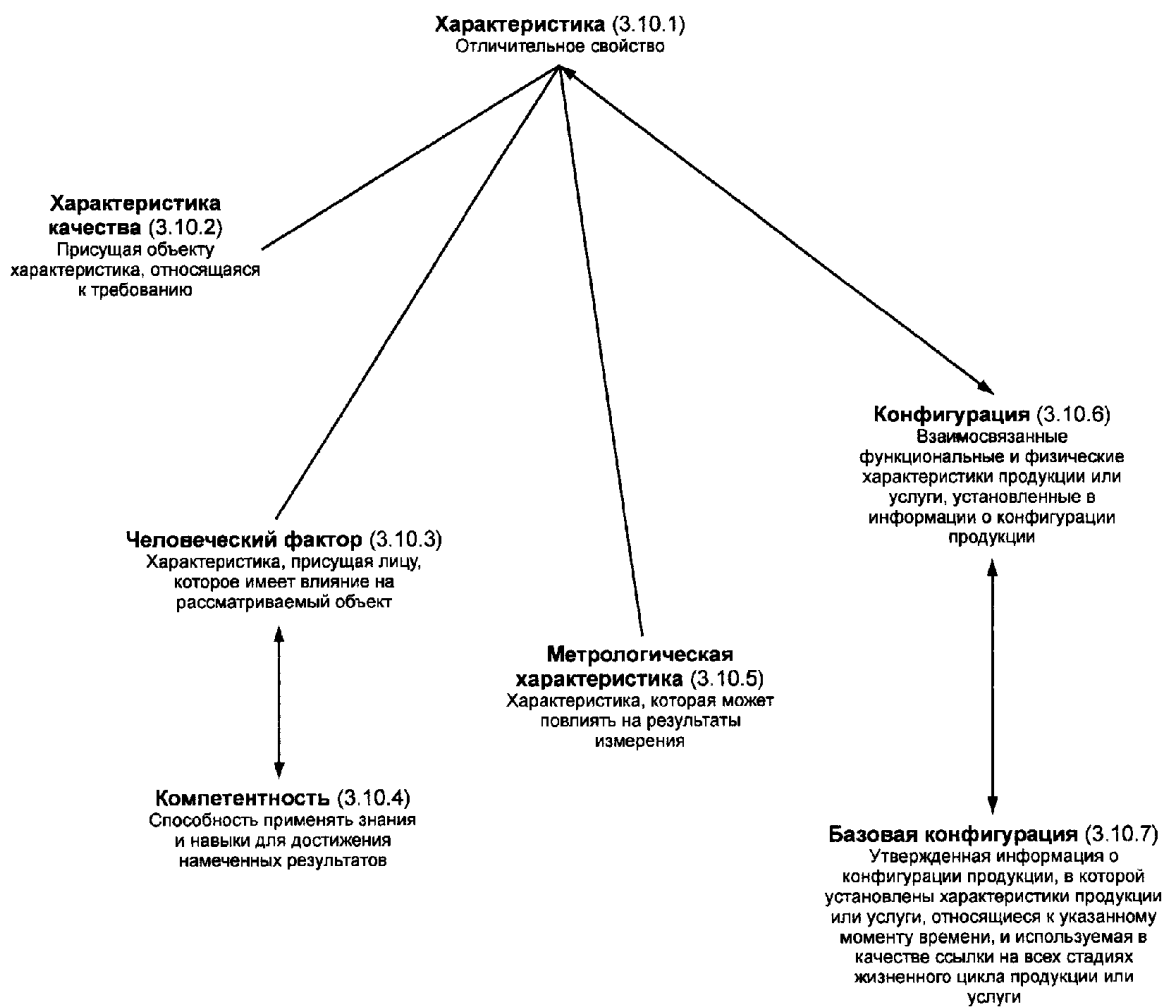 Характеристика (3.10.1)
Отличительное свойство
Характеристика
качества (3.10.2)
Присущая объекту
характеристика, относящаяся
к требованию
Конфигурация (3.10.6)
Взаимосвязанные
функциональные и физические
характеристики продукции или
услуги, установленные в
информации о конфигурации
продукции
Человеческий фактор (3.10.3)
Характеристика, присущая лицу,
которое имеет влияние на
рассматриваемый объект
Метрологическая
характеристика (3.10.5)
Характеристика, которая может
повлиять на результаты
измерения
Компетентность (3.10.4)
Способность применять знания
и навыки для достижения
намеченных результатов
Базовая конфигурация (3.10.7)
Утвержденная информация о
конфигурации продукции, в которой
установлены характеристики продукции
или услуги, относящиеся к указанному
моменту времени, и используемая в
качестве ссылки на всех стадиях
жизненного цикла продукции или
услуги